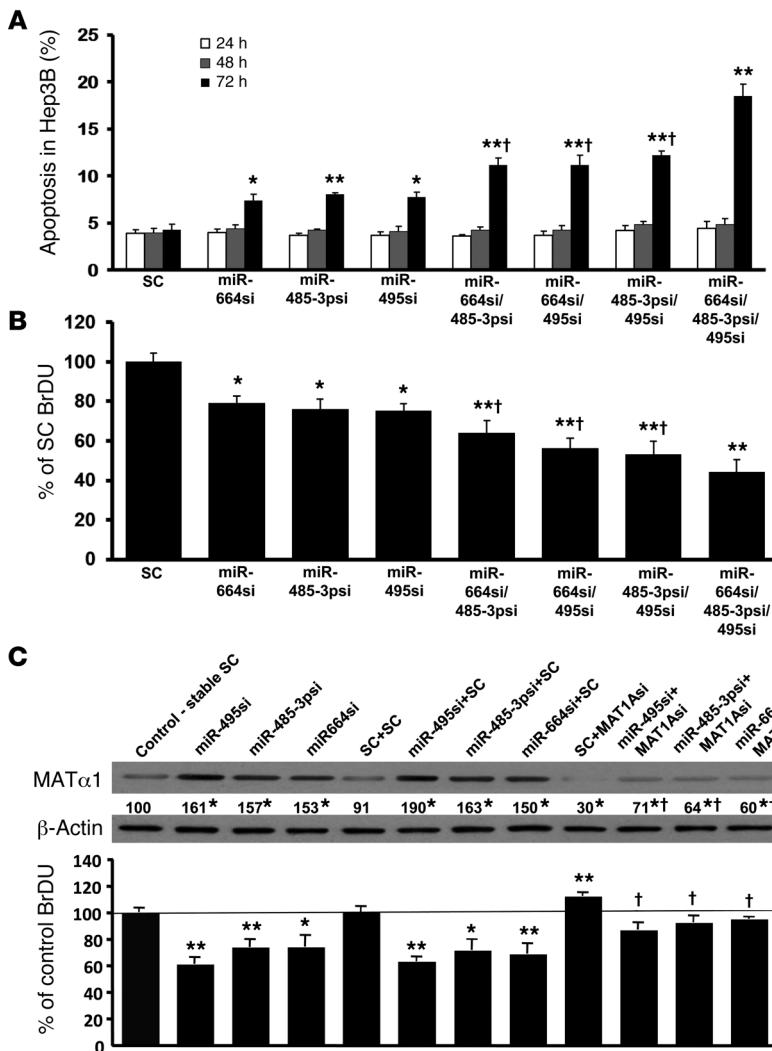 A
Apoptosis in Hep3B (%)
25
20
15
10
5
0
24 h
48 h
72 h
*
**
*
**†
**†
**†
**
SC
miR-
664si
miR-
485-3psi
miR-
495si
miR-
664si/
485-3psi
miR-
664si/
495si
miR-
485-3psi/
495si
miR-
664si/
485-3psi/
495si
B
% of SC BrDU
120
100
80
60
40
20
0
*
*
*
**†
**†
**†
**
SC
miR-
664si
miR-
485-3psi
miR-
495si
miR-
664si/
485-3psi
miR-
664si/
495si
miR-
485-3psi/
495si
miR-
664si/
485-3psi/
495si
C
Control - stable SC
miR-495si
miR-485-3psi
miR664si
SC+SC
miR-495si+SC
miR-485-3psi+SC
miR-664si+SC
SC+MAT1Asi
miR-495si+
MAT1Asi
miR-485-3psi+
MAT1Asi
miR-66
MAT
MATα1
100 161* 157* 153* 91 190* 163* 150* 30* 71*† 64*† 60*†
β-Actin
% of control BrDU
140
120
100
80
60
40
20
0
**
**
*
**
*
**
**
†
†
†